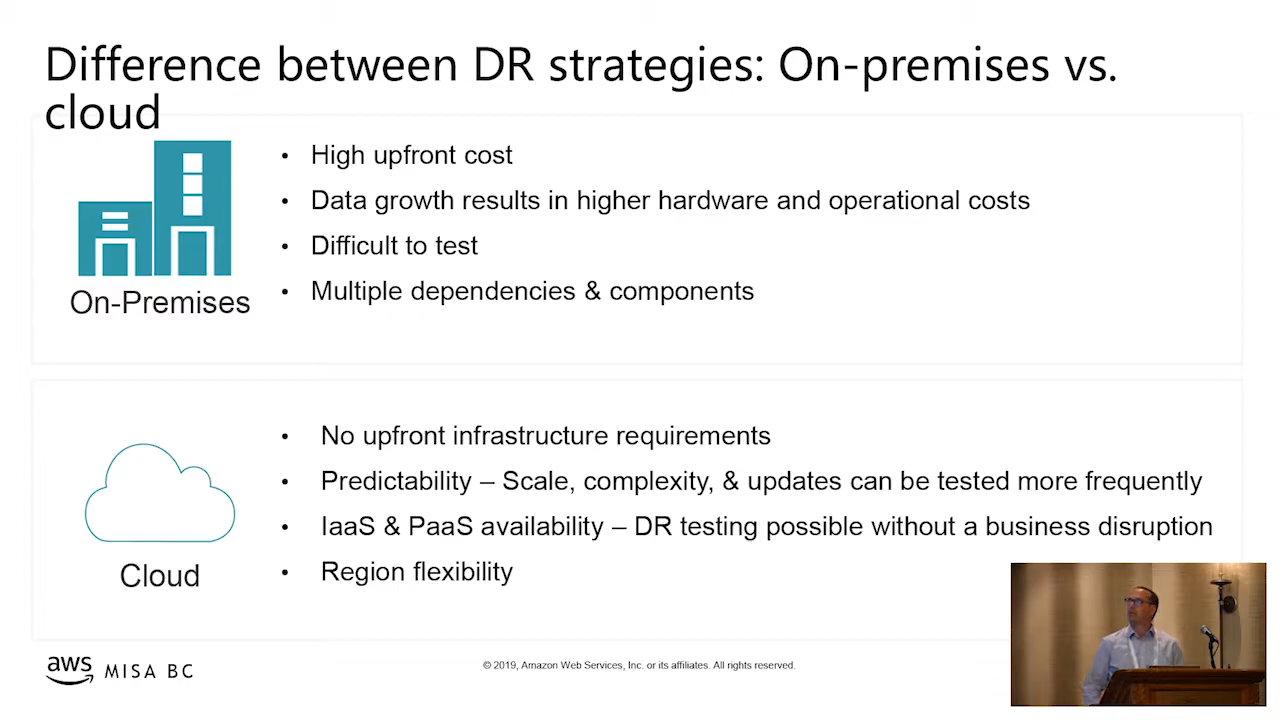 Difference between DR strategies: On-premises vs.
cloud
On-Premises
• High upfront cost
• Data growth results in higher hardware and operational costs
• Difficult to test
• Multiple dependencies & components
Cloud
• No upfront infrastructure requirements
• Predictability – Scale, complexity, & updates can be tested more frequently
• IaaS & PaaS availability – DR testing possible without a business disruption
• Region flexibility
aws MISA BC
© 2019, Amazon Web Services, Inc. or its affiliates. All rights reserved.